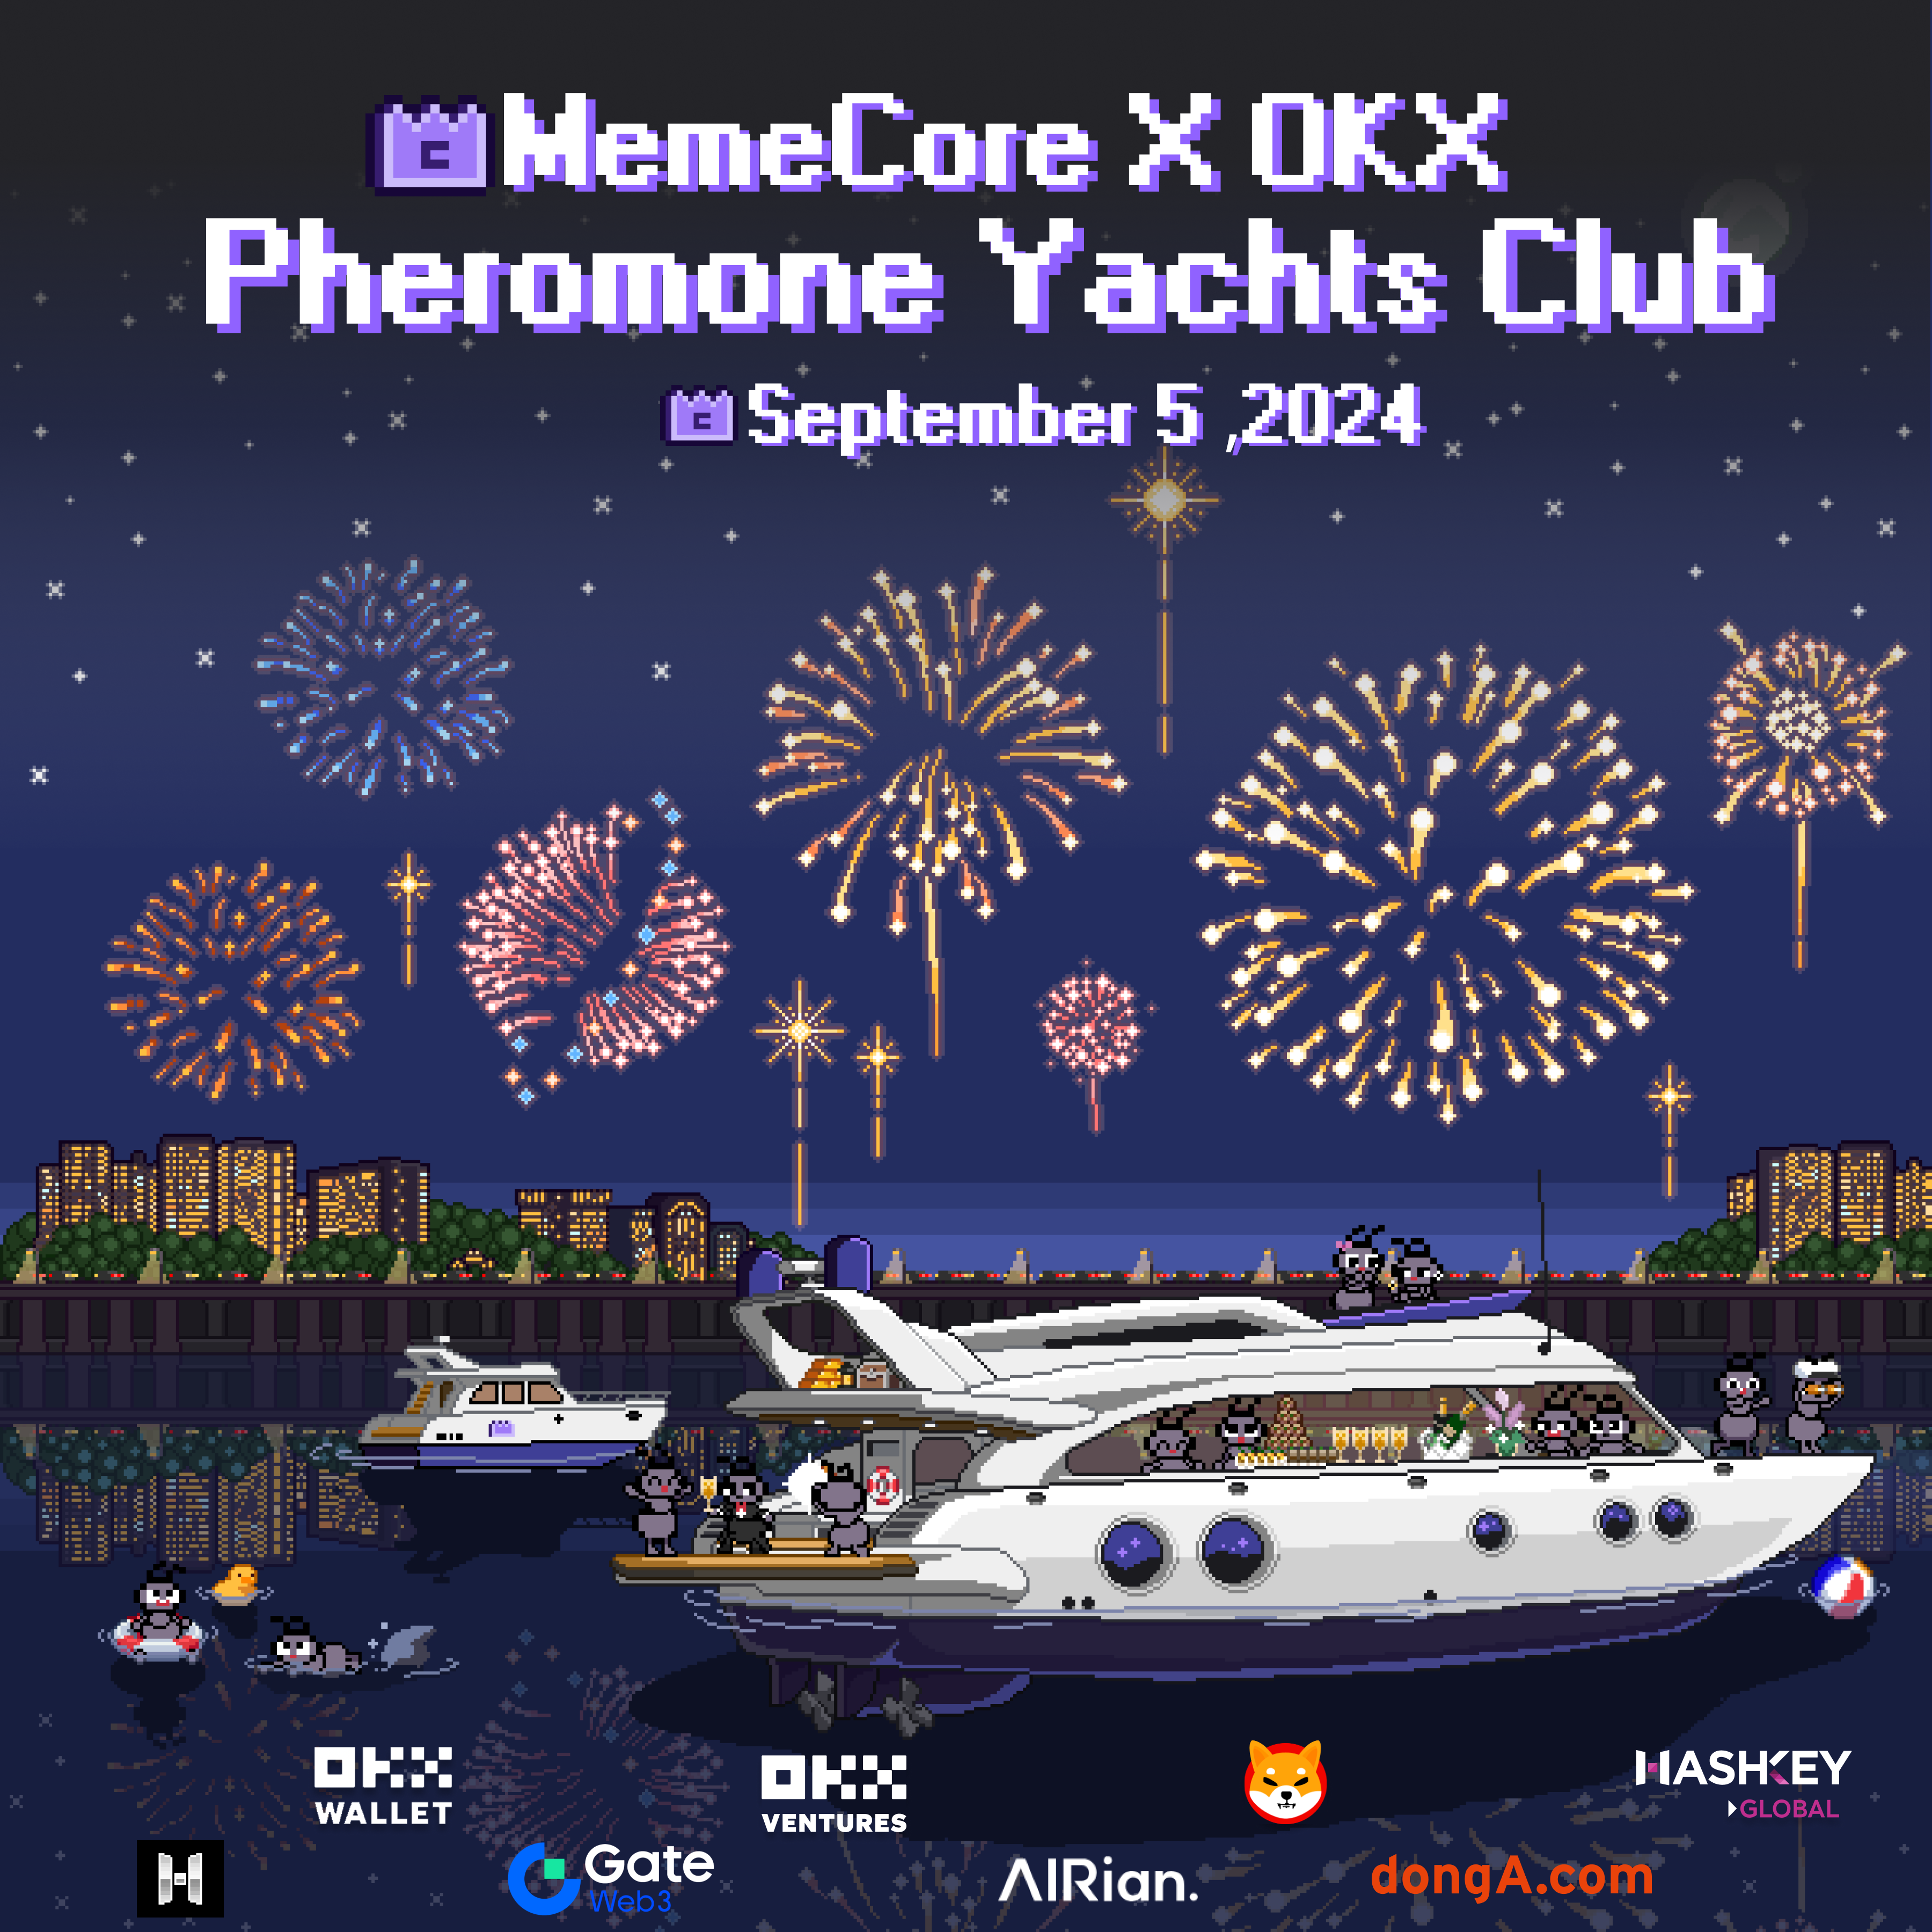 MemeCore X OKX
Pheromone Yachts Club
September 5 ,2024
OKX
WALLET
OKX
VENTURES
HASHKEY
GLOBAL
H
Gate
Web3
AIRian.
dongA.com